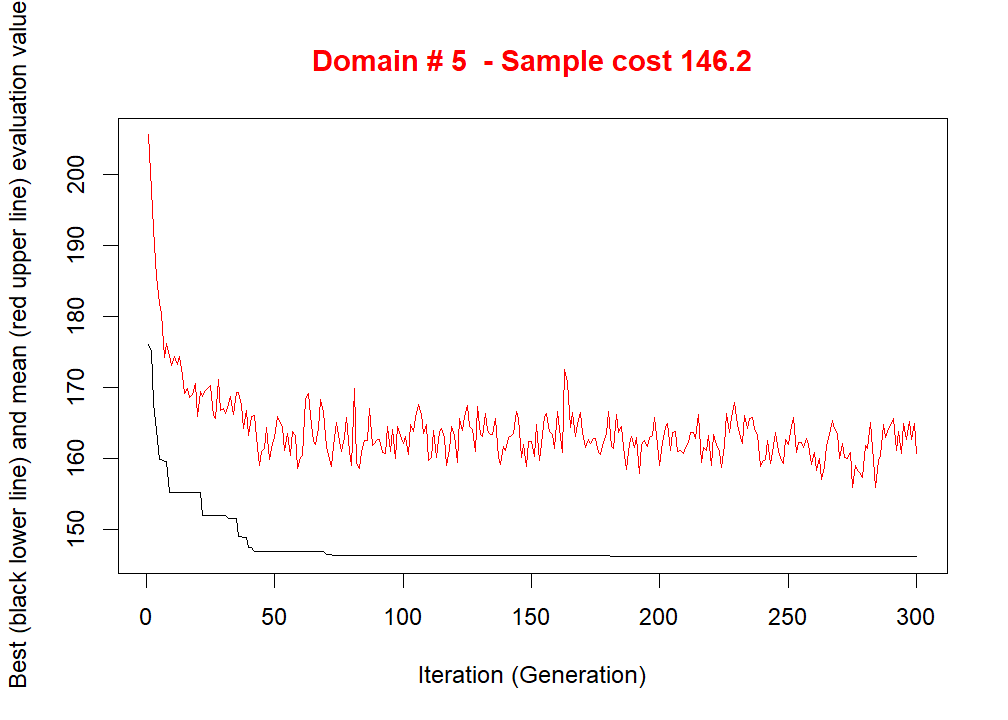 Domain # 5  - Sample cost 146.2
Best (black lower line) and mean (red upper line) evaluation value
200
190
180
170
160
150
0 50 100 150 200 250 300
Iteration (Generation)